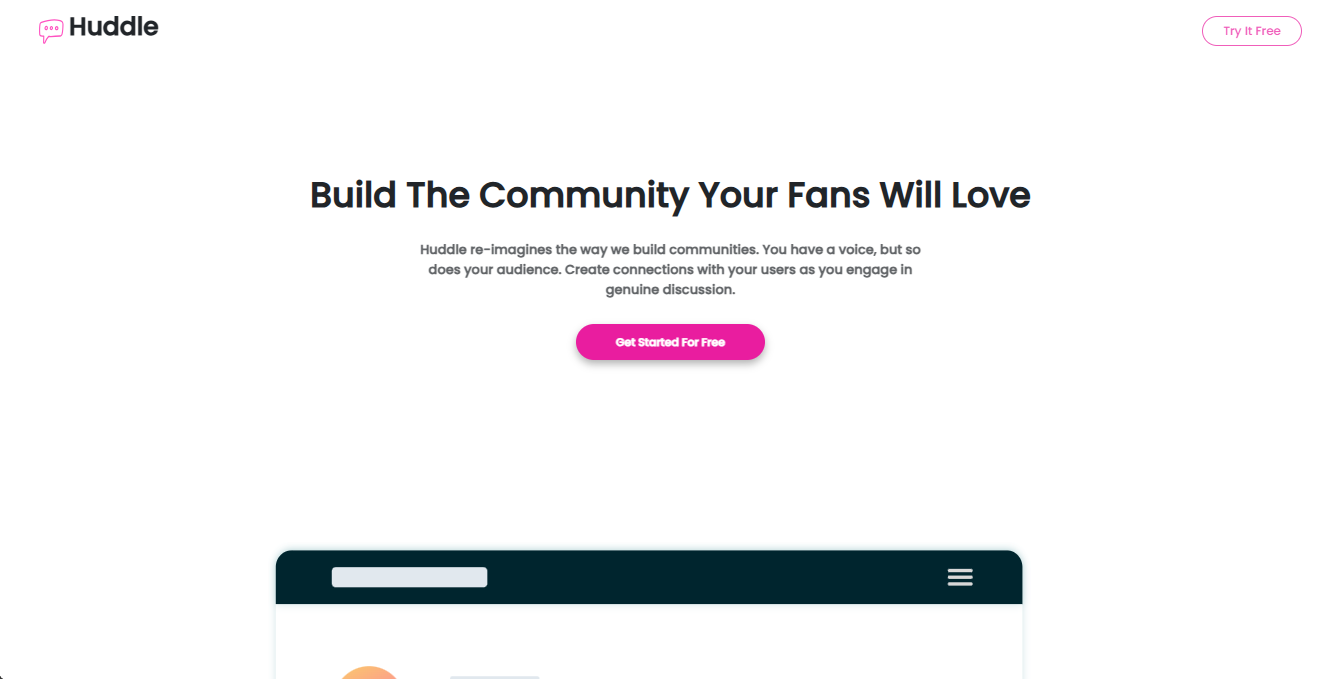 Huddle
Try It Free
Build The Community Your Fans Will Love
Huddle re-imagines the way we build communities. You have a voice, but so
does your audience. Create connections with your users as you engage in
genuine discussion.
Get Started For Free